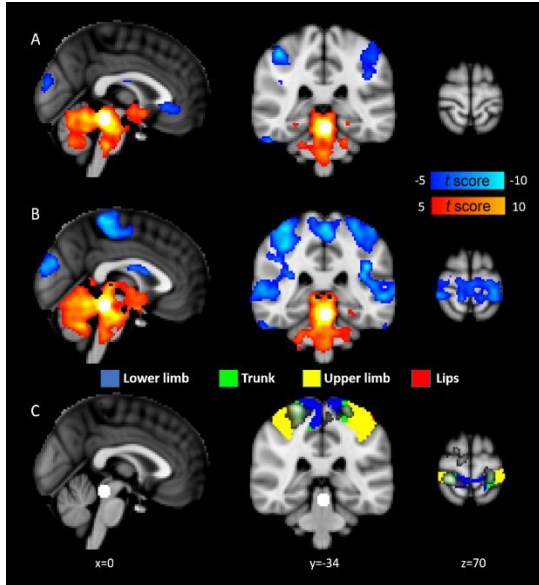 A
-5 t score -10
5 t score 10
B
Lower limb Trunk Upper limb Lips
C
x=0 y=-34 z=70